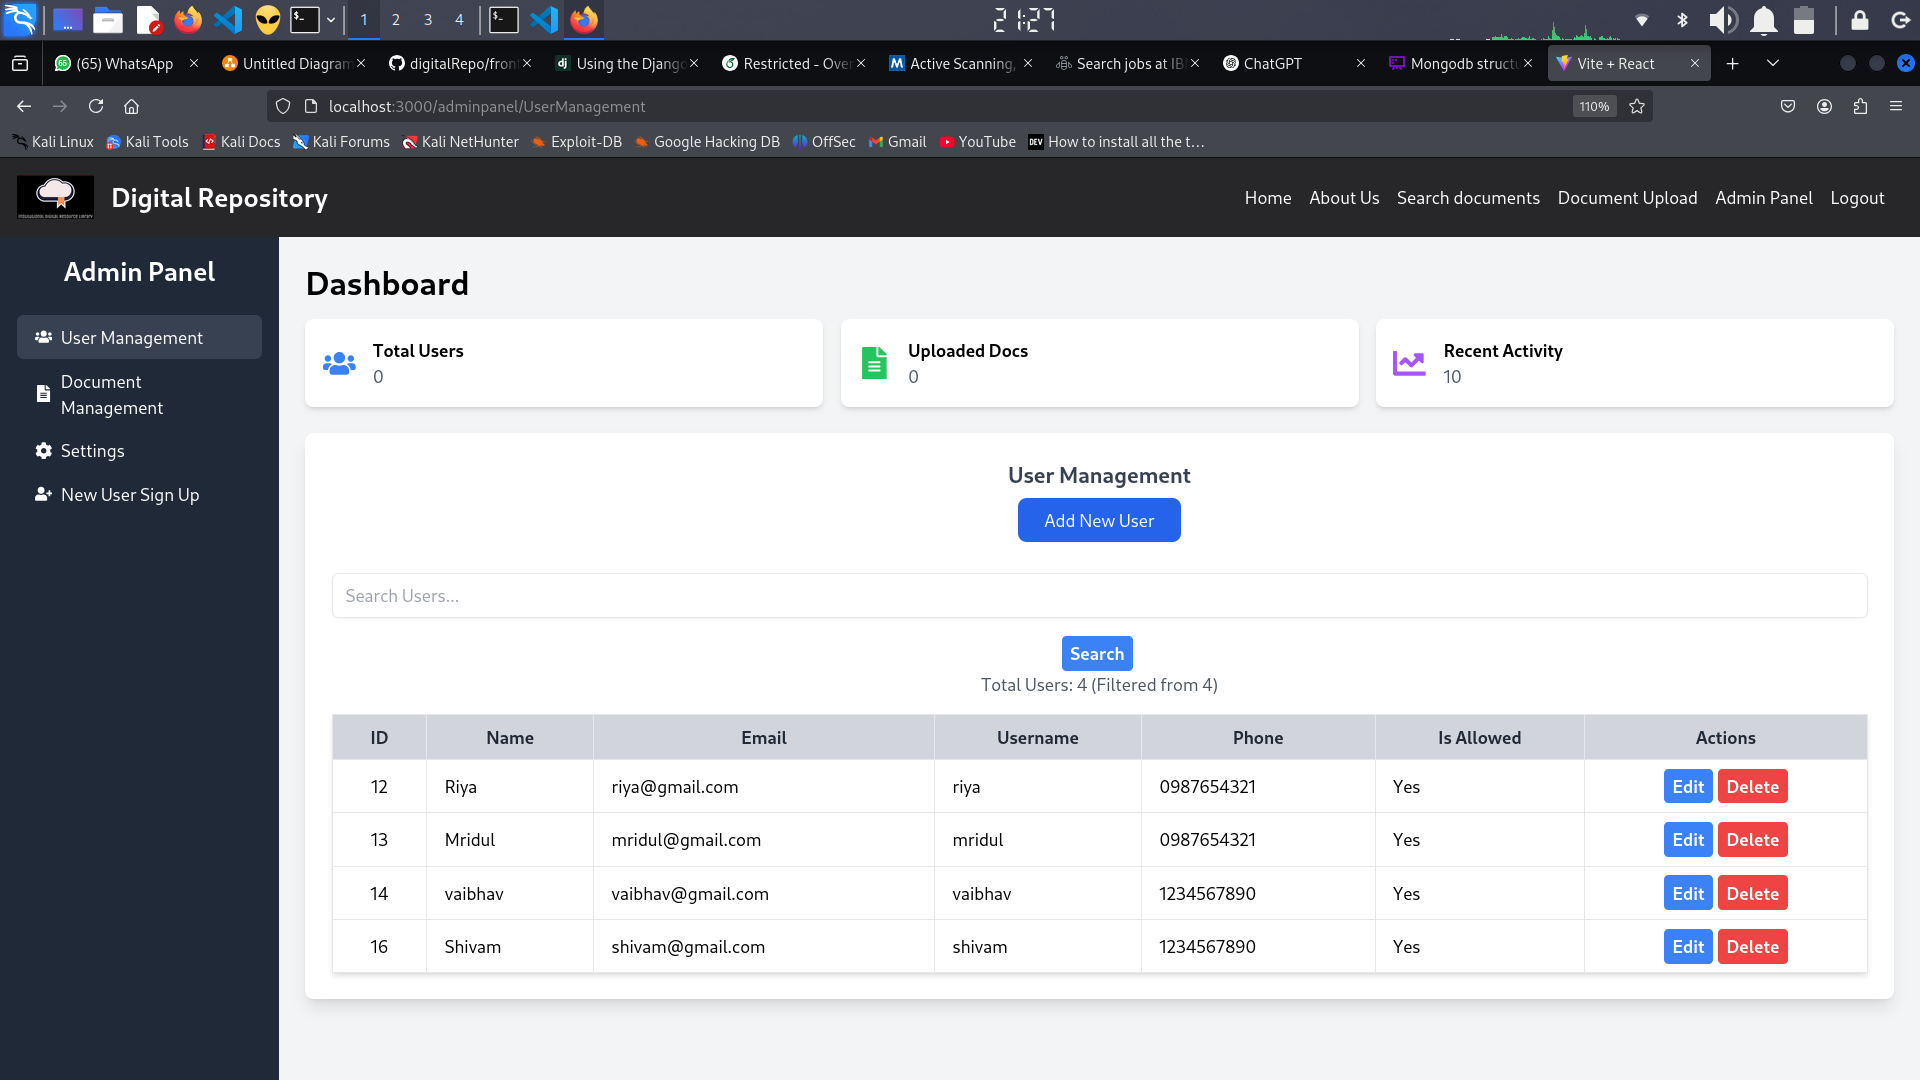 1 2 3 4 21:27
(65) WhatsApp Untitled Diagram digitalRepo/fron Using the Django Restricted - Over Active Scanning, Search jobs at IB ChatGPT Mongodb structu Vite + React
localhost:3000/adminpanel/UserManagement 110%
Kali Linux Kali Tools Kali Docs Kali Forums Kali NetHunter Exploit-DB Google Hacking DB OffSec Gmail YouTube How to install all the t…
Digital Repository Home About Us Search documents Document Upload Admin Panel Logout
Admin Panel
User Management
Document
Management
Settings
New User Sign Up
Dashboard
Total Users
0
Uploaded Docs
0
Recent Activity
10
User Management
Add New User
Search Users...
Search
Total Users: 4 (Filtered from 4)
ID Name Email Username Phone Is Allowed Actions
12 Riya riya@gmail.com riya 0987654321 Yes Edit Delete
13 Mridul mridul@gmail.com mridul 0987654321 Yes Edit Delete
14 vaibhav vaibhav@gmail.com vaibhav 1234567890 Yes Edit Delete
16 Shivam shivam@gmail.com shivam 1234567890 Yes Edit Delete